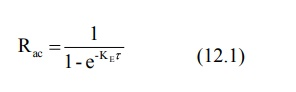 R_ac = 1 / (1 - e^(-K_E τ)) (12.1)